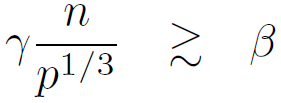 γ n/p^{1/3} ≳ β